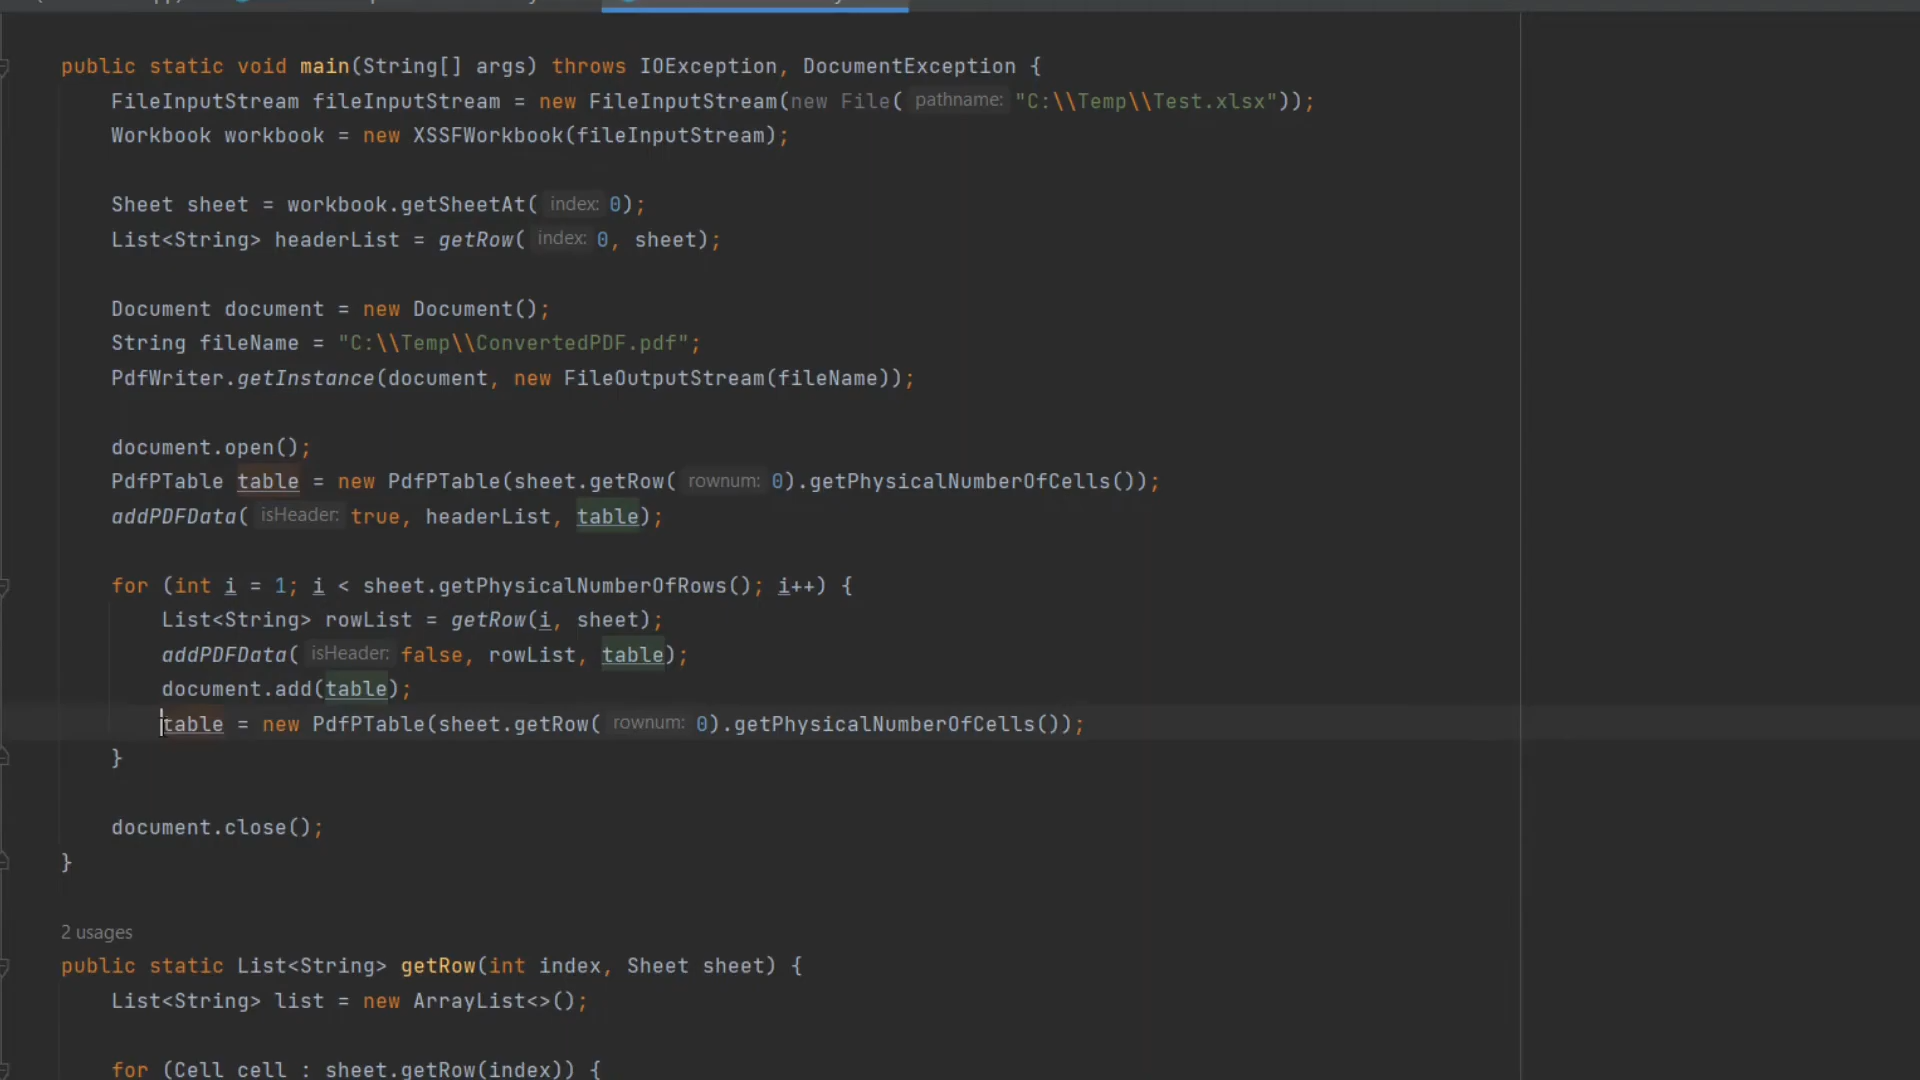 public static void main(String[] args) throws IOException, DocumentException {
FileInputStream fileInputStream = new FileInputStream(new File( pathname: "C:\\Temp\\Test.xlsx"));
Workbook workbook = new XSSFWorkbook(fileInputStream);
Sheet sheet = workbook.getSheetAt( index: 0);
List<String> headerList = getRow( index: 0, sheet);
Document document = new Document();
String fileName = "C:\\Temp\\ConvertedPDF.pdf";
PdfWriter.getInstance(document, new FileOutputStream(fileName));
document.open();
PdfPTable table = new PdfPTable(sheet.getRow( rownum: 0).getPhysicalNumberOfCells());
addPDFData( isHeader: true, headerList, table);
for (int i = 1; i < sheet.getPhysicalNumberOfRows(); i++) {
List<String> rowList = getRow(i, sheet);
addPDFData( isHeader: false, rowList, table);
document.add(table);
table = new PdfPTable(sheet.getRow( rownum: 0).getPhysicalNumberOfCells());
}
document.close();
}
2 usages
public static List<String> getRow(int index, Sheet sheet) {
List<String> list = new ArrayList<>();
for (Cell cell : sheet.getRow(index)) {